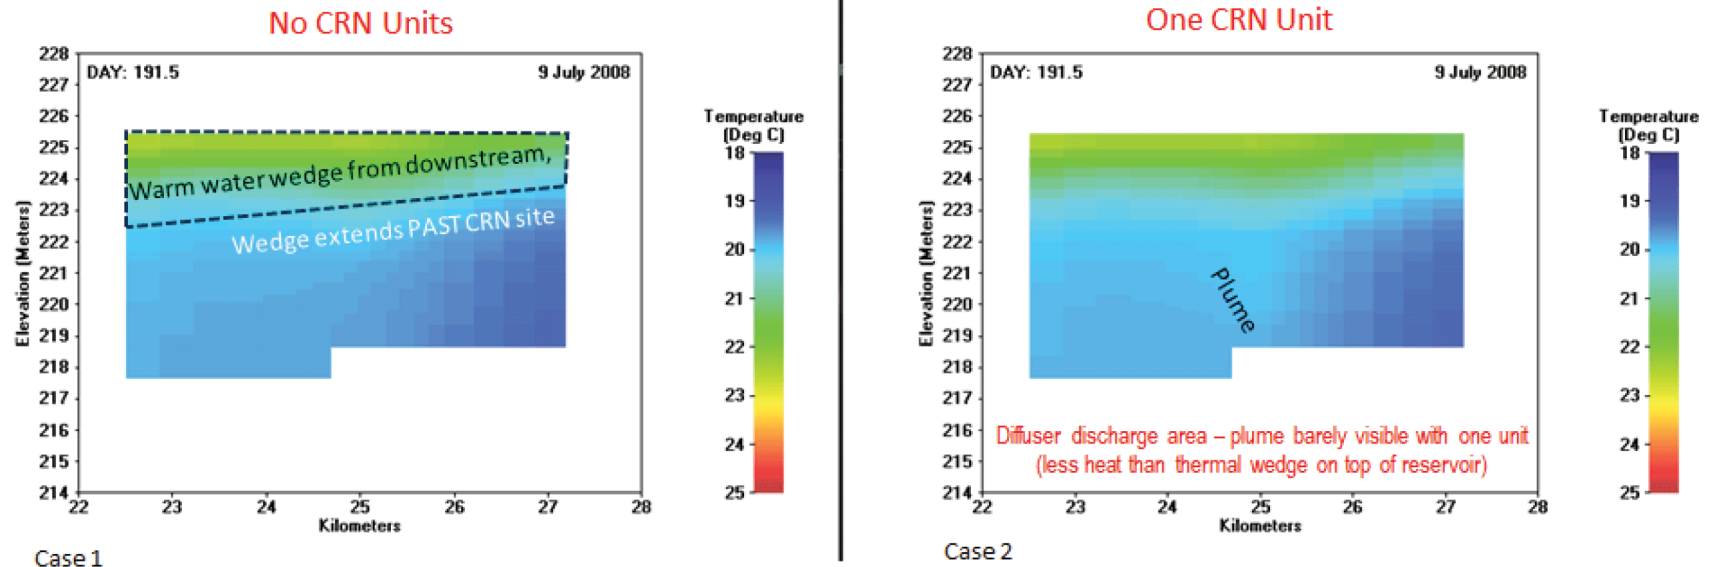 No CRN Units
228
227
226
225
224
223
222
221
220
219
218
217
216
215
214
Elevation (Meters)
DAY: 191.5
9 July 2008
Warm water wedge from downstream,
Wedge extends PAST CRN site
22
23
24
25
26
27
28
Kilometers
Temperature
(Deg C)
18
19
20
21
22
23
24
25
Case 1
One CRN Unit
228
227
226
225
224
223
222
221
220
219
218
217
216
215
214
Elevation (Meters)
DAY: 191.5
9 July 2008
Plume
Diffuser discharge area – plume barely visible with one unit
(less heat than thermal wedge on top of reservoir)
22
23
24
25
26
27
28
Kilometers
Temperature
(Deg C)
18
19
20
21
22
23
24
25
Case 2